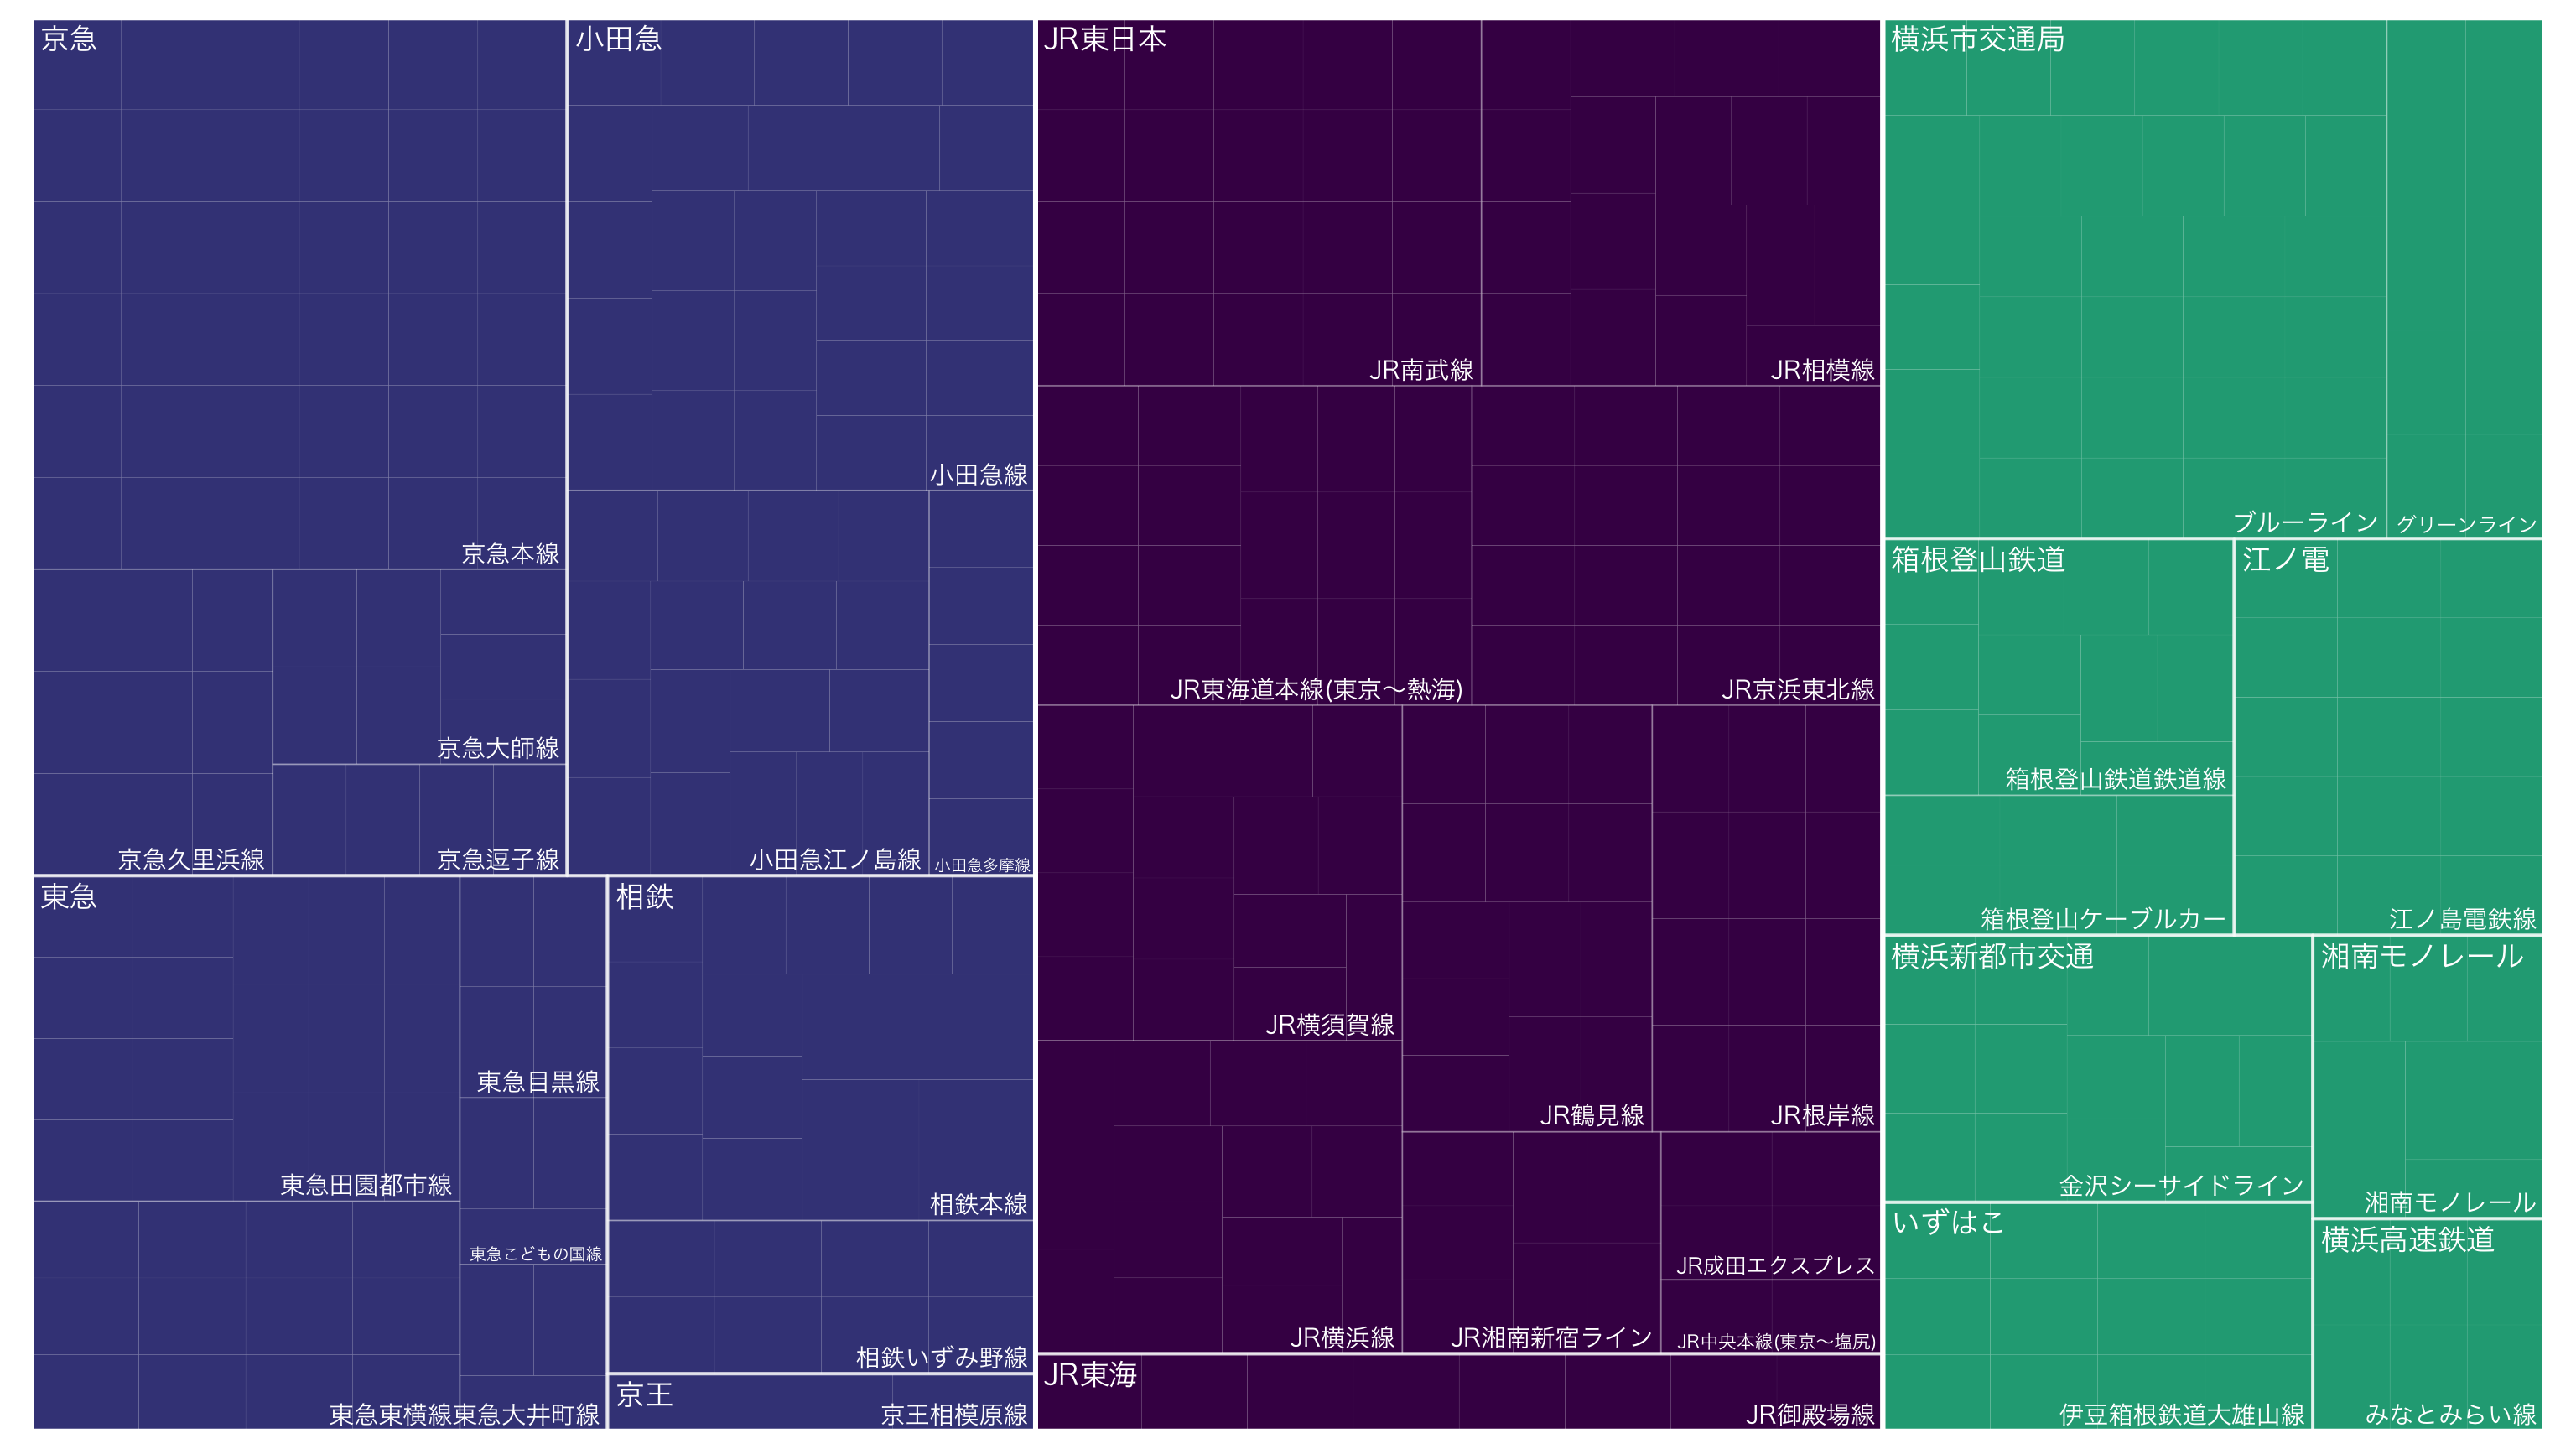 京急
京急本線
京急久里浜線
京急大師線
京急逗子線
小田急
小田急線
小田急江ノ島線
小田急多摩線
東急
東急田園都市線
東急目黒線
東急こどもの国線
東急東横線
東急大井町線
相鉄
相鉄本線
相鉄いずみ野線
京王
京王相模原線
JR東日本
JR南武線
JR相模線
JR東海道本線(東京〜熱海)
JR京浜東北線
JR横須賀線
JR鶴見線
JR根岸線
JR横浜線
JR湘南新宿ライン
JR成田エクスプレス
JR中央本線(東京〜塩尻)
JR東海
JR御殿場線
横浜市交通局
ブルーライン
グリーンライン
箱根登山鉄道
箱根登山鉄道鉄道線
箱根登山ケーブルカー
江ノ電
江ノ島電鉄線
横浜新都市交通
金沢シーサイドライン
湘南モノレール
湘南モノレール
いずはこ
伊豆箱根鉄道大雄山線
横浜高速鉄道
みなとみらい線